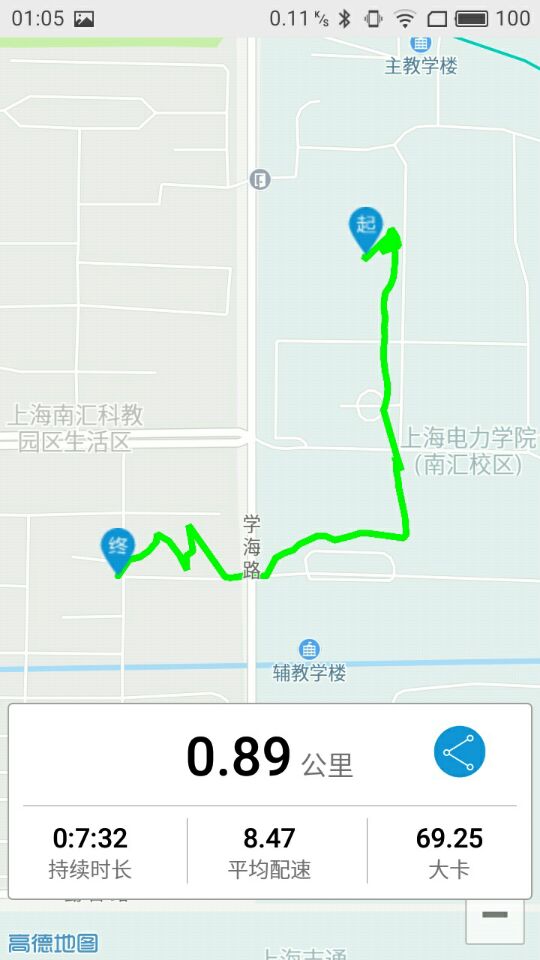 01:05
0.11 K/s
100
主教学楼
起
上海南汇科教
园区生活区
上海电力学院
(南汇校区)
学海路
终
辅教学楼
0.89 公里
0:7:32
8.47
69.25
持续时长
平均配速
大卡
高德地图